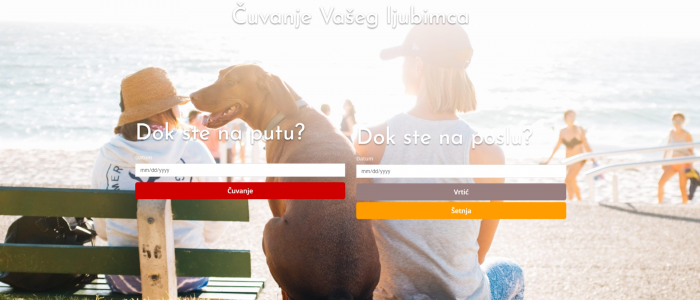 Čuvanje Vašeg ljubimca
Dok ste na putu?
mm/dd/yyyy
Čuvanje
Dok ste na poslu?
Datum
mm/dd/yyyy
Vrtić
Šetnja